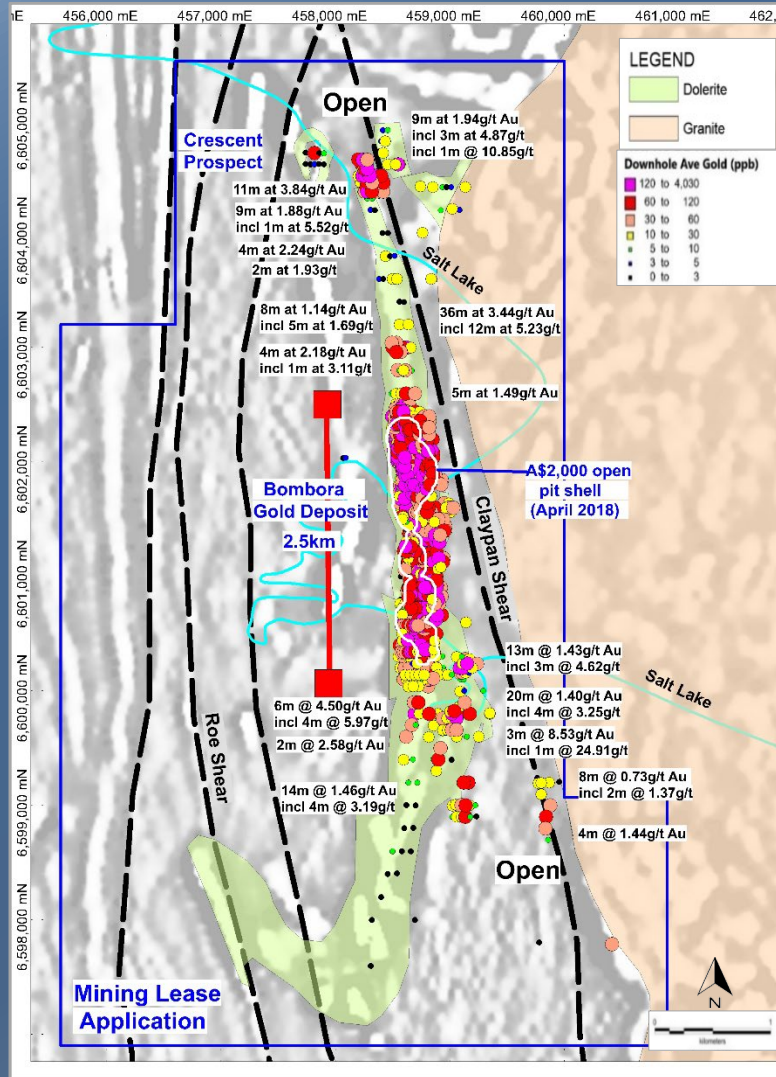 mE
456,000 mE
457,000 mE
458,000 mE
459,000 mE
460,000 mE
461,000 mE
462,
6,605,000 mN
6,604,000 mN
6,603,000 mN
6,602,000 mN
6,601,000 mN
6,600,000 mN
6,599,000 mN
6,598,000 mN
LEGEND
Dolerite
Granite
Downhole Ave Gold (ppb)
120 to 4,030
60 to 120
30 to 60
10 to 30
5 to 10
3 to 5
0 to 3
Open
Crescent
Prospect
9m at 1.94g/t Au
incl 3m at 4.87g/t
incl 1m @ 10.85g/t
11m at 3.84g/t Au
9m at 1.88g/t Au
incl 1m at 5.52g/t
4m at 2.24g/t Au
2m at 1.93g/t
Salt Lake
8m at 1.14g/t Au
incl 5m at 1.69g/t
36m at 3.44g/t Au
incl 12m at 5.23g/t
4m at 2.18g/t Au
incl 1m at 3.11g/t
5m at 1.49g/t Au
Bombora
Gold Deposit
2.5km
A$2,000 open
pit shell
(April 2018)
Claypan Shear
13m @ 1.43g/t Au
incl 3m @ 4.62g/t
Salt Lake
6m @ 4.50g/t Au
incl 4m @ 5.97g/t
20m @ 1.40g/t Au
incl 4m @ 3.25g/t
2m @ 2.58g/t Au
3m @ 8.53g/t Au
incl 1m @ 24.91g/t
Roe Shear
14m @ 1.46g/t Au
incl 4m @ 3.19g/t
8m @ 0.73g/t Au
incl 2m @ 1.37g/t
4m @ 1.44g/t Au
Open
Mining Lease
Application
N
0
1
kilometers